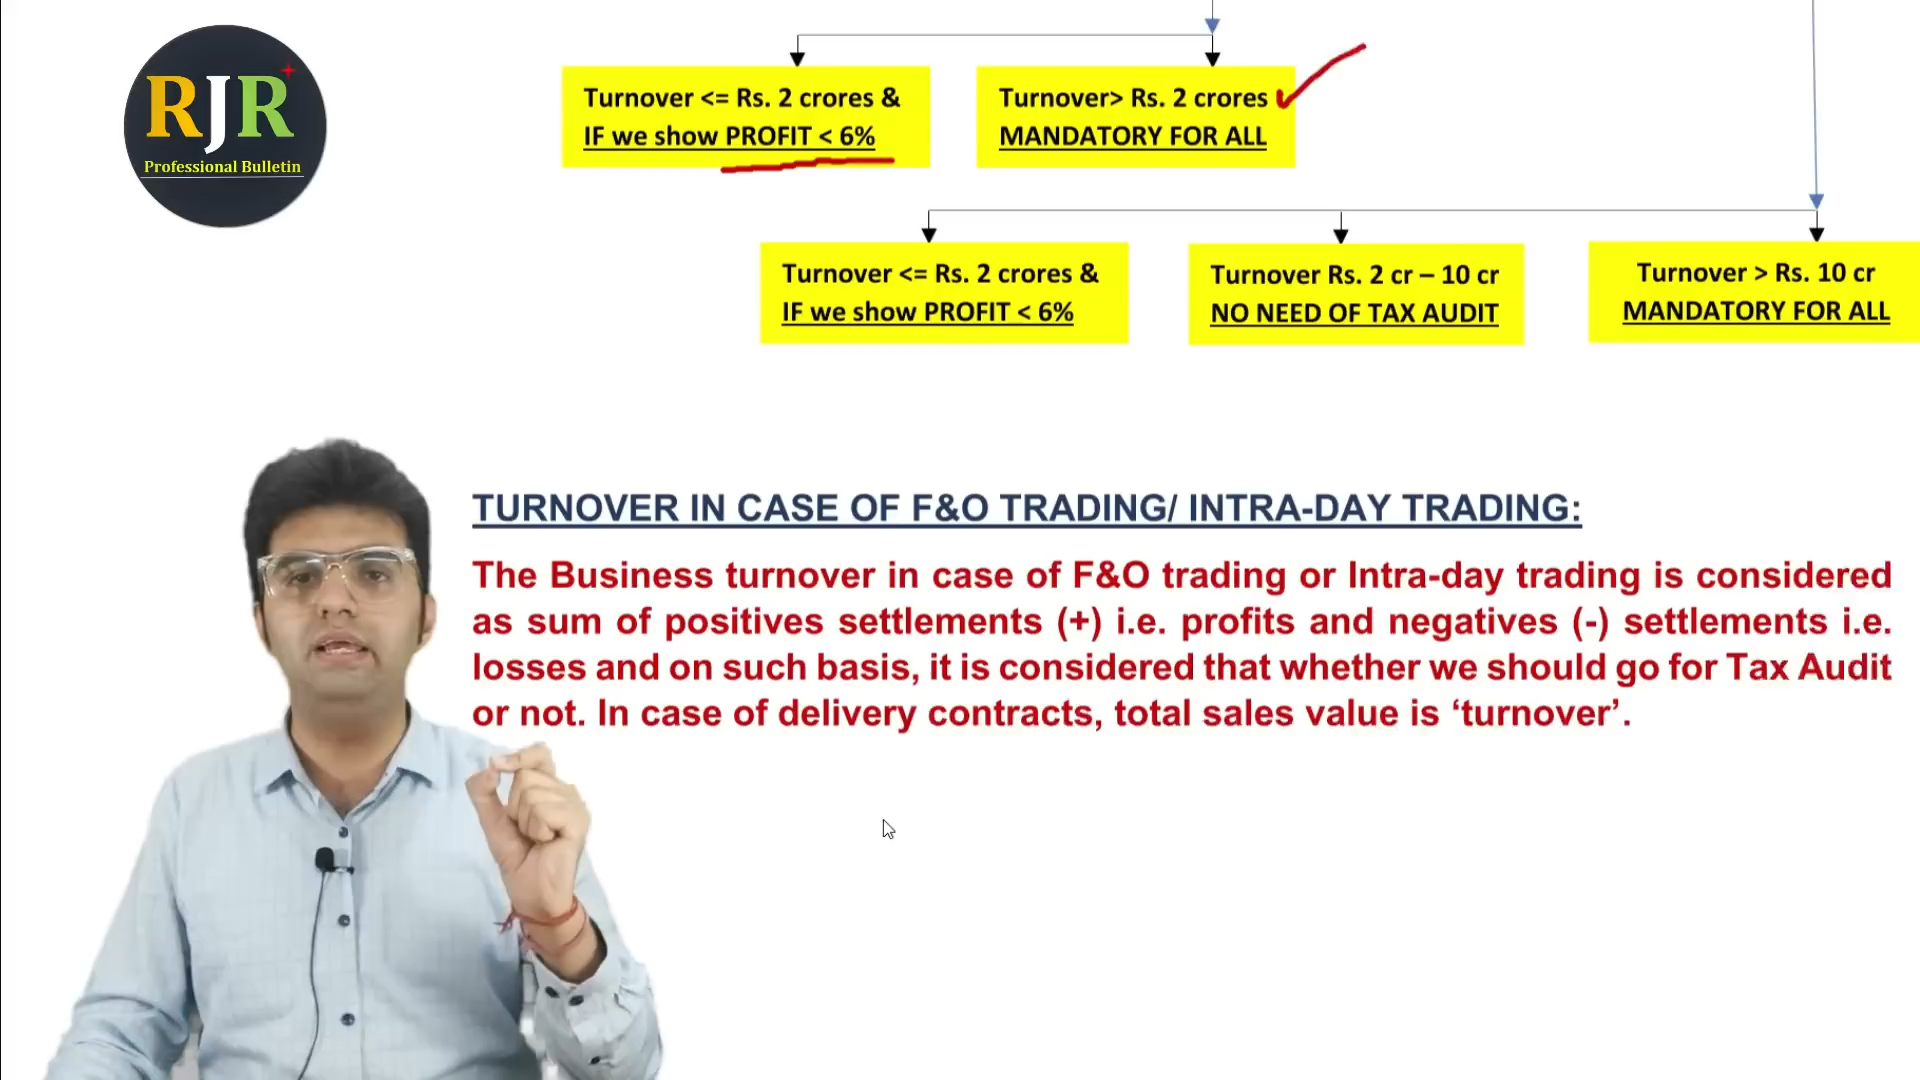 RJR
Professional Bulletin
Turnover <= Rs. 2 crores &
IF we show PROFIT < 6%
Turnover> Rs. 2 crores
MANDATORY FOR ALL
Turnover <= Rs. 2 crores &
IF we show PROFIT < 6%
Turnover Rs. 2 cr – 10 cr
NO NEED OF TAX AUDIT
Turnover > Rs. 10 cr
MANDATORY FOR ALL
TURNOVER IN CASE OF F&O TRADING/ INTRA-DAY TRADING:
The Business turnover in case of F&O trading or Intra-day trading is considered
as sum of positives settlements (+) i.e. profits and negatives (-) settlements i.e.
losses and on such basis, it is considered that whether we should go for Tax Audit
or not. In case of delivery contracts, total sales value is ‘turnover’.